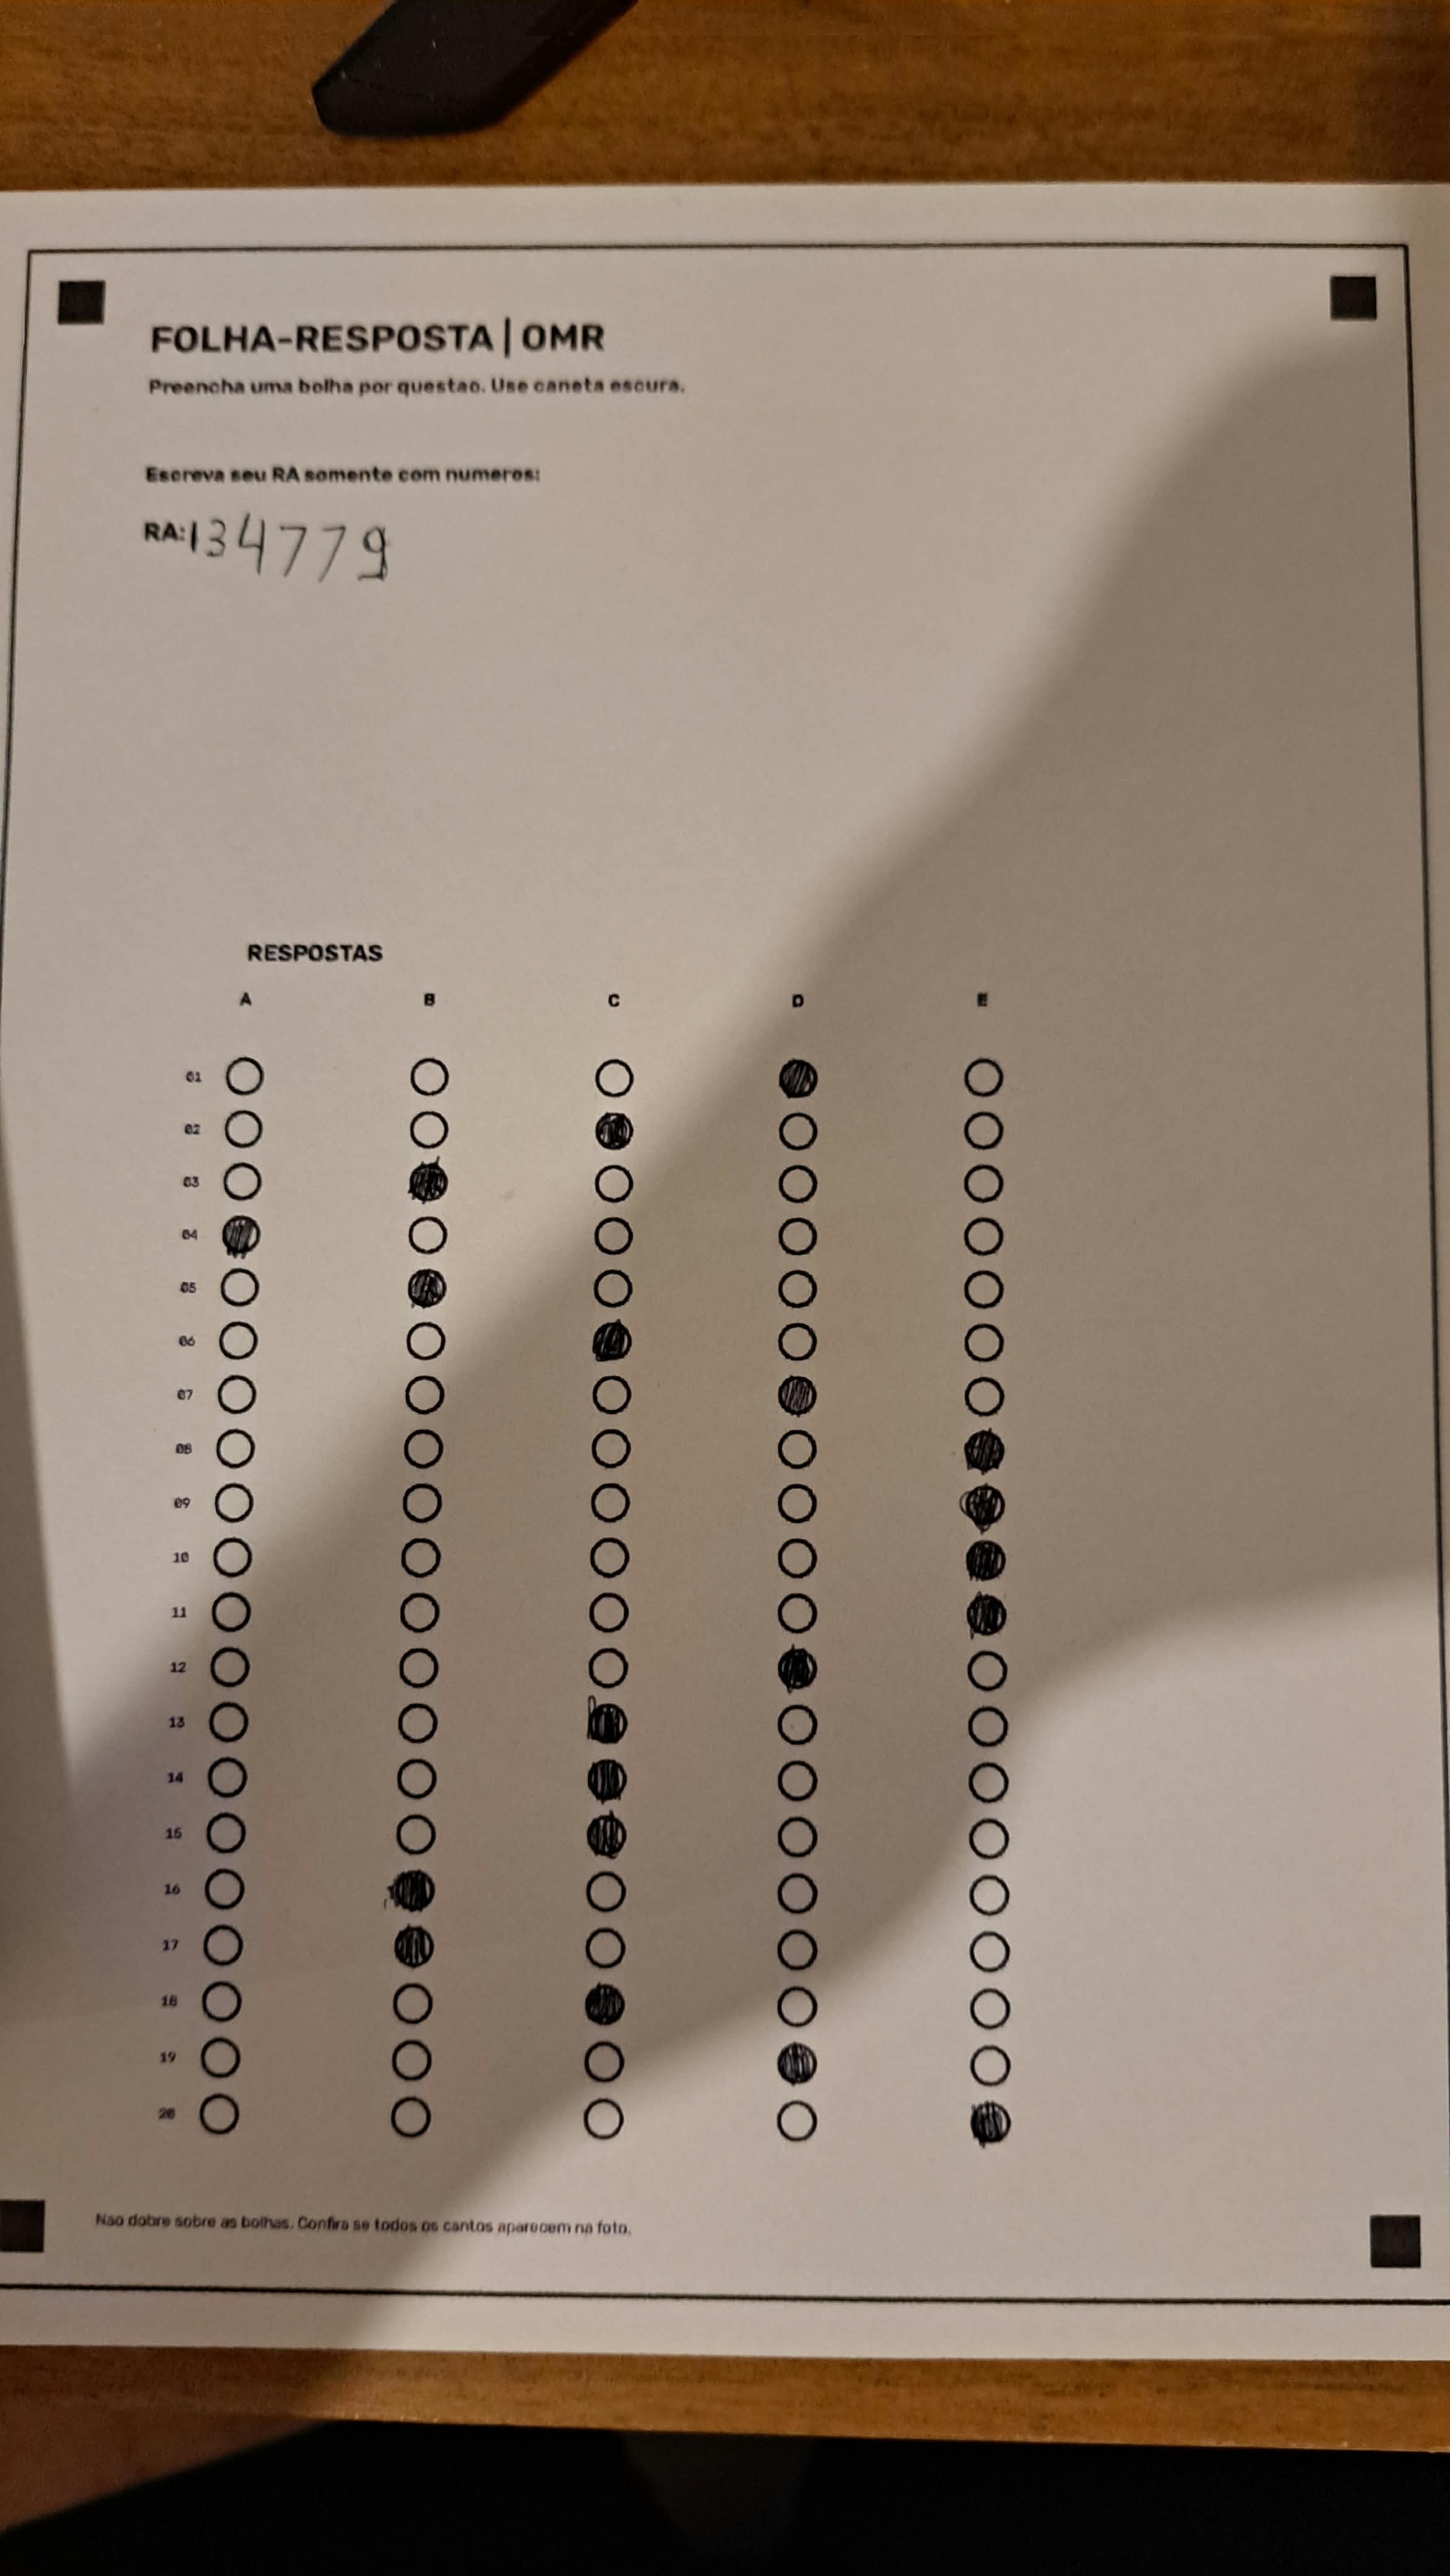 FOLHA-RESPOSTA | OMR
Preencha uma bolha por questao. Use caneta escura.
Escreva seu RA somente com numeros:
RA: 134779
RESPOSTAS
A B C D E
01
02
03
04
05
06
07
08
09
10
11
12
13
14
15
16
17
18
19
20
Nao dobre sobre as bolhas. Confira se todos os cantos aparecem na foto.